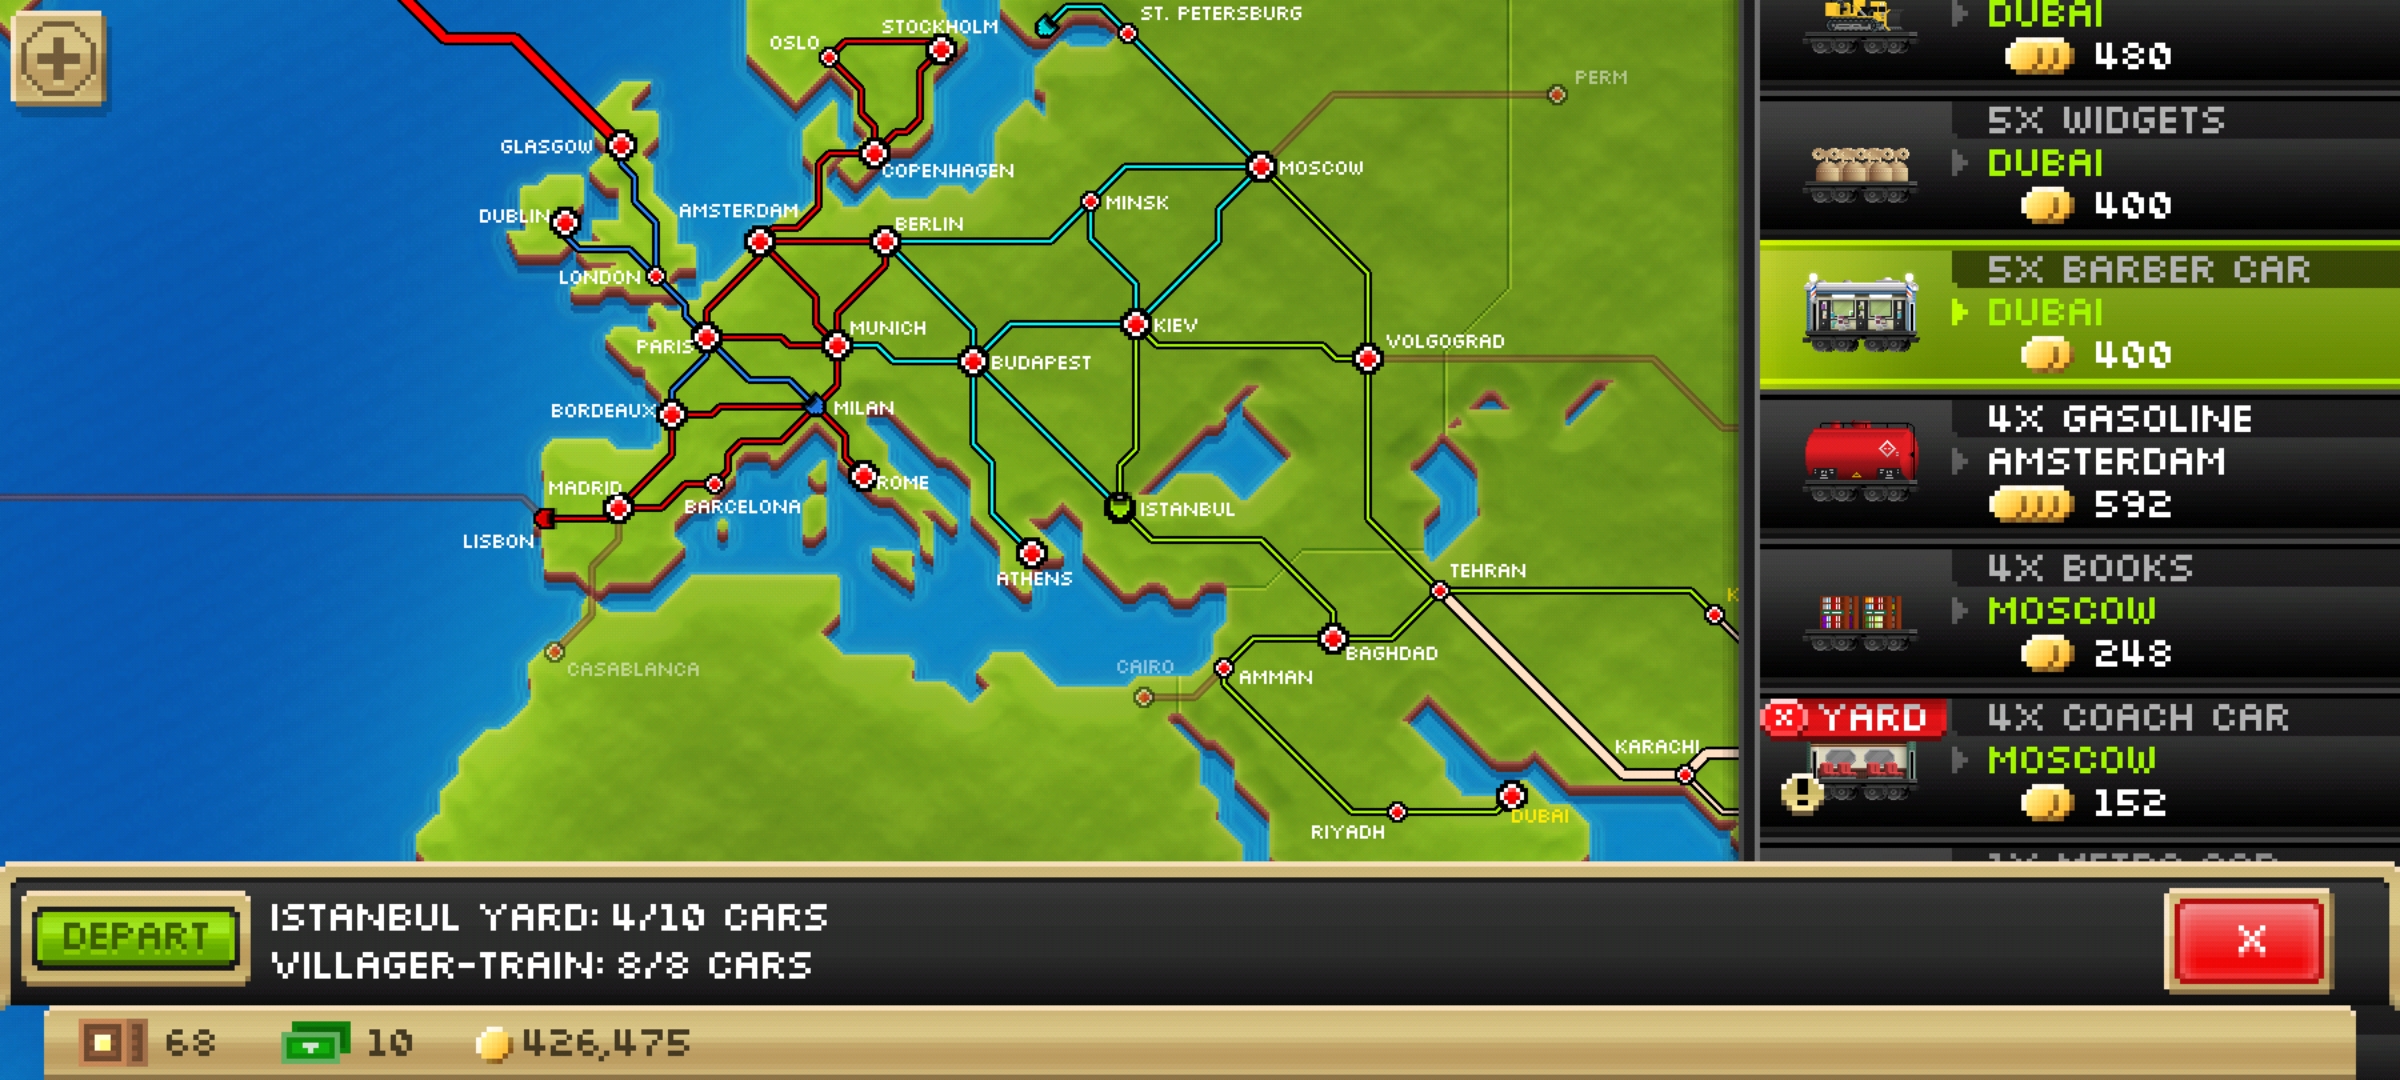 ST. PETERSBURG
STOCKHOLM
OSLO
PERM
GLASGOW
COPENHAGEN
MOSCOW
MINSK
DUBLIN
AMSTERDAM
BERLIN
LONDON
PARIS
MUNICH
KIEV
BUDAPEST
VOLGOGRAD
BORDEAUX
MILAN
MADRID
BARCELONA
ROME
ISTANBUL
LISBON
ATHENS
TEHRAN
K
CASABLANCA
CAIRO
AMMAN
BAGHDAD
KARACHI
RIYADH
DUBAI
DUBAI
480
5X WIDGETS
DUBAI
400
5X BARBER CAR
DUBAI
400
4X GASOLINE
AMSTERDAM
592
4X BOOKS
MOSCOW
248
X YARD
4X COACH CAR
MOSCOW
152
DEPART
ISTANBUL YARD: 4/10 CARS
VILLAGER-TRAIN: 8/8 CARS
X
68
10
426,475